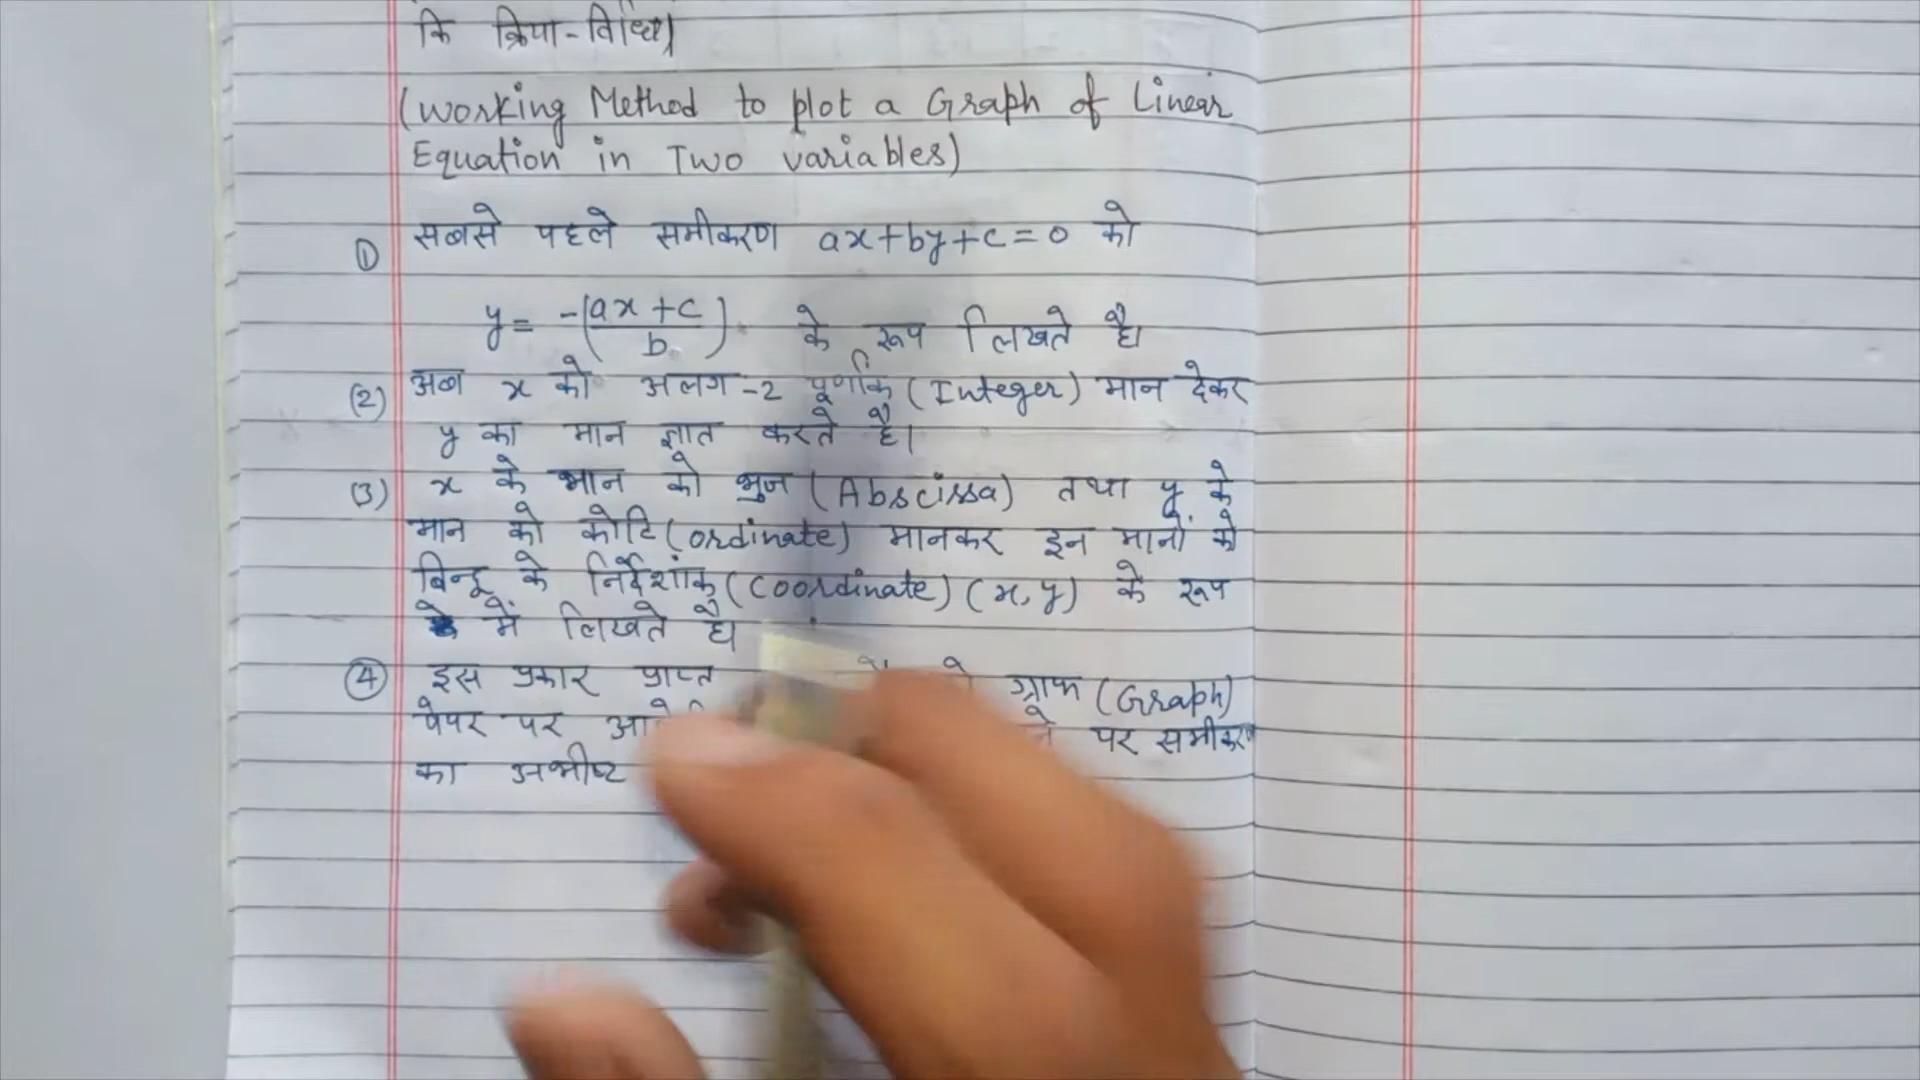 कि क्रिया-विधि)
(Working Method to plot a Graph of Linear
Equation in Two variables)
① सबसे पहले समीकरण ax+by+c=0 को
y= -(ax+c/b) के रूप लिखते है।
(2) अब x को अलग-2 पूर्णांक (Integer) मान देकर
y का मान ज्ञात करते है।
(3) x के मान को भुज (Abscissa) तथा y के
मान को कोटि (ordinate) मानकर इन मानों को
बिन्दू के निर्देशांक (coordinate) (x,y) के रूप
में लिखते है
④ इस प्रकार प्राप्त ग्राफ (Graph)
पेपर पर पर समीकरण
का अभीष्ट